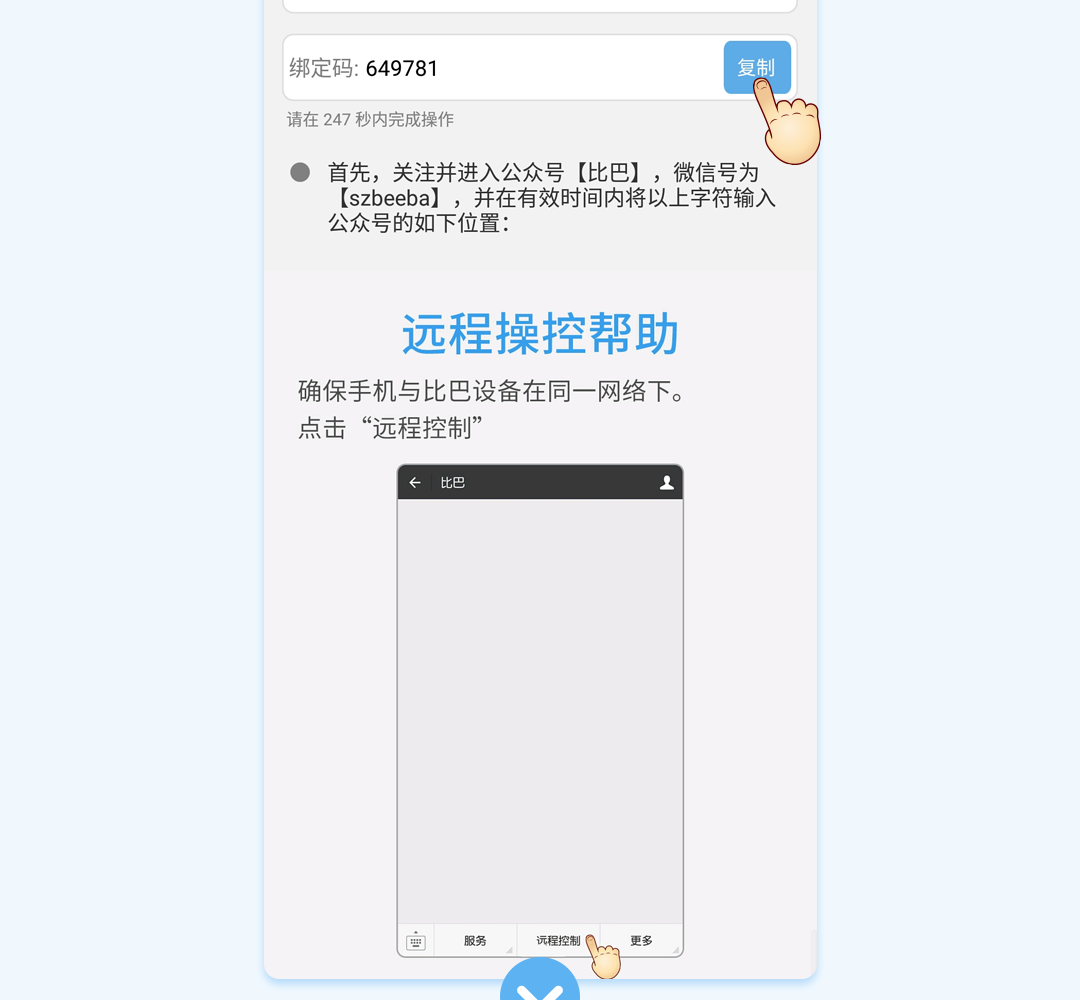 绑定码: 649781
复制
请在 247 秒内完成操作
首先，关注并进入公众号【比巴】，微信号为
【szbeeba】，并在有效时间内将以上字符输入
公众号的如下位置：
远程操控帮助
确保手机与比巴设备在同一网络下。
点击“远程控制”
比巴
服务
远程控制
更多